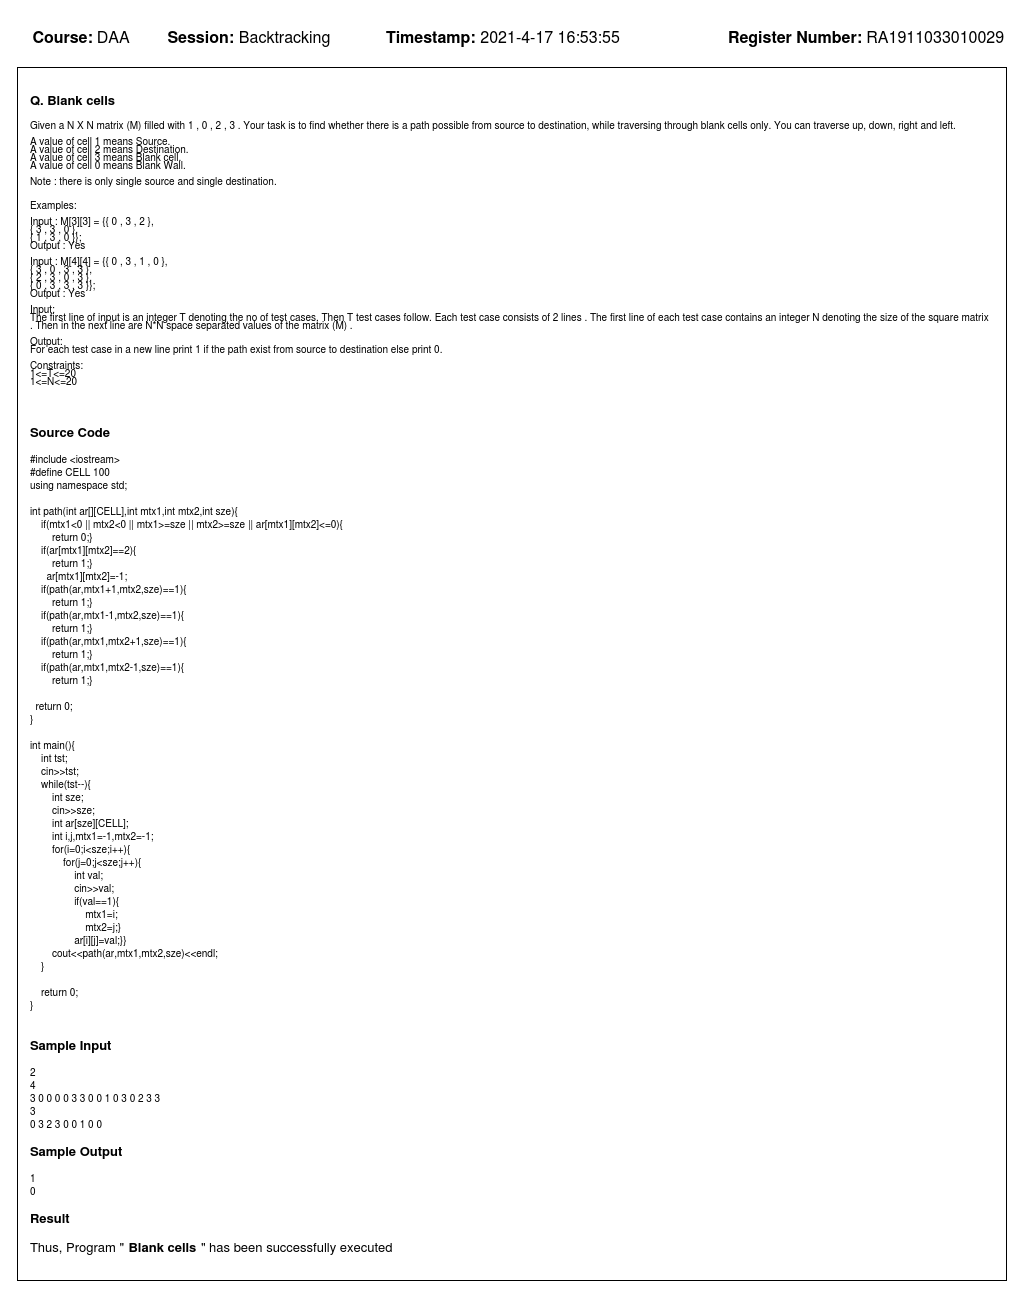 Course: DAA Session: Backtracking Timestamp: 2021-4-17 16:53:55 Register Number: RA1911033010029
Q. Blank cells
Given a N X N matrix (M) filled with 1 , 0 , 2 , 3 . Your task is to find whether there is a path possible from source to destination, while traversing through blank cells only. You can traverse up, down, right and left.
A value of cell 1 means Source.
A value of cell 2 means Destination.
A value of cell 3 means Blank cell.
A value of cell 0 means Blank Wall.
Note : there is only single source and single destination.
Examples:
Input : M[3][3] = {{ 0 , 3 , 2 },
{ 3 , 3 , 0 },
{ 1 , 3 , 0 }};
Output : Yes
Input : M[4][4] = {{ 0 , 3 , 1 , 0 },
{ 3 , 0 , 3 , 3 },
{ 2 , 3 , 0 , 3 },
{ 0 , 3 , 3 , 3 }};
Output : Yes
Input:
The first line of input is an integer T denoting the no of test cases. Then T test cases follow. Each test case consists of 2 lines . The first line of each test case contains an integer N denoting the size of the square matrix
. Then in the next line are N*N space separated values of the matrix (M) .
Output:
For each test case in a new line print 1 if the path exist from source to destination else print 0.
Constraints:
1<=T<=20
1<=N<=20
Source Code
#include <iostream>
#define CELL 100
using namespace std;
int path(int ar[][CELL],int mtx1,int mtx2,int sze){
if(mtx1<0 || mtx2<0 || mtx1>=sze || mtx2>=sze || ar[mtx1][mtx2]<=0){
return 0;}
if(ar[mtx1][mtx2]==2){
return 1;}
ar[mtx1][mtx2]=-1;
if(path(ar,mtx1+1,mtx2,sze)==1){
return 1;}
if(path(ar,mtx1-1,mtx2,sze)==1){
return 1;}
if(path(ar,mtx1,mtx2+1,sze)==1){
return 1;}
if(path(ar,mtx1,mtx2-1,sze)==1){
return 1;}
return 0;
}
int main(){
int tst;
cin>>tst;
while(tst--){
int sze;
cin>>sze;
int ar[sze][CELL];
int i,j,mtx1=-1,mtx2=-1;
for(i=0;i<sze;i++){
for(j=0;j<sze;j++){
int val;
cin>>val;
if(val==1){
mtx1=i;
mtx2=j;}
ar[i][j]=val;}}
cout<<path(ar,mtx1,mtx2,sze)<<endl;
}
return 0;
}
Sample Input
2
4
3 0 0 0 0 3 3 0 0 1 0 3 0 2 3 3
3
0 3 2 3 0 0 1 0 0
Sample Output
1
0
Result
Thus, Program " Blank cells " has been successfully executed